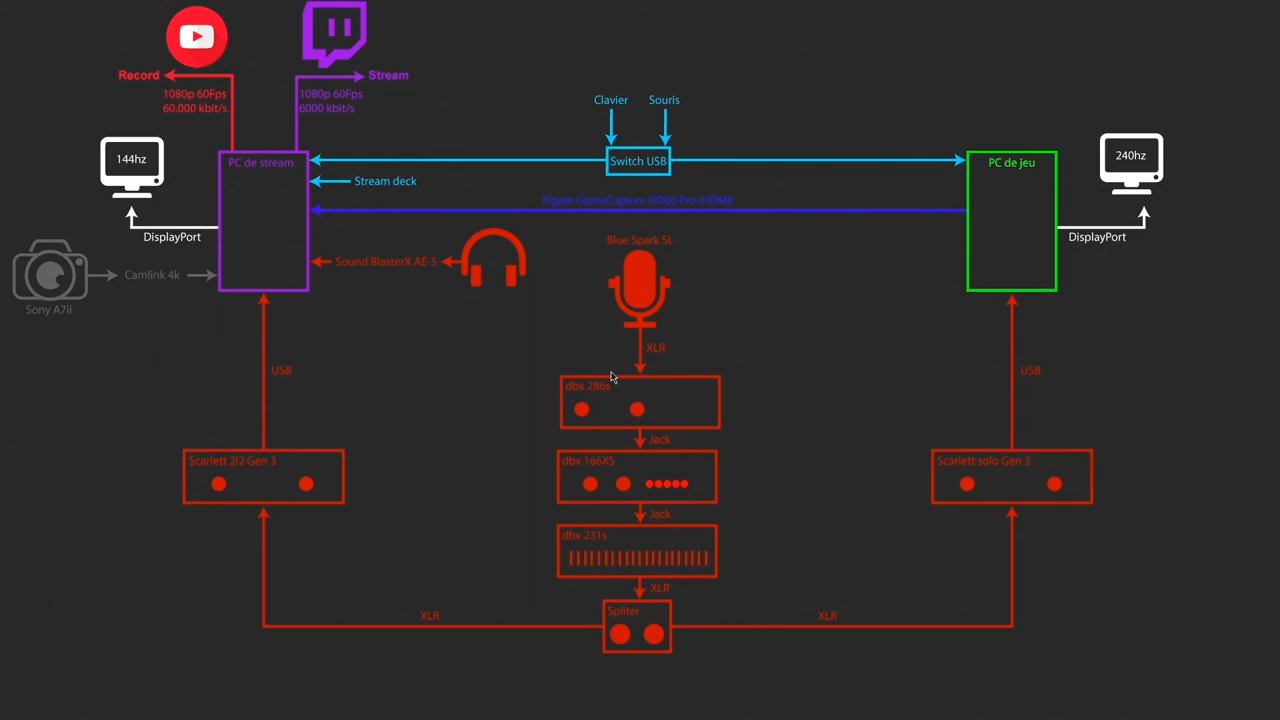 Record
Stream
1080p 60Fps
60.000 kbit/s
1080p 60Fps
6000 kbit/s
Clavier
Souris
144hz
PC de stream
Switch USB
PC de jeu
240hz
Stream deck
Elgato GameCapture HD60 Pro (HDMI)
DisplayPort
DisplayPort
Blue Spark SL
Sound BlasterX AE-5
Camlink 4k
Sony A7ii
XLR
USB
USB
dbx 286s
Jack
Scarlett 2i2 Gen 3
dbx 166XS
Scarlett solo Gen 3
Jack
dbx 231s
XLR
Spliter
XLR
XLR